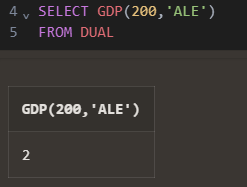 4 SELECT GDP(200,'ALE')
5 FROM DUAL
GDP(200,'ALE')
2